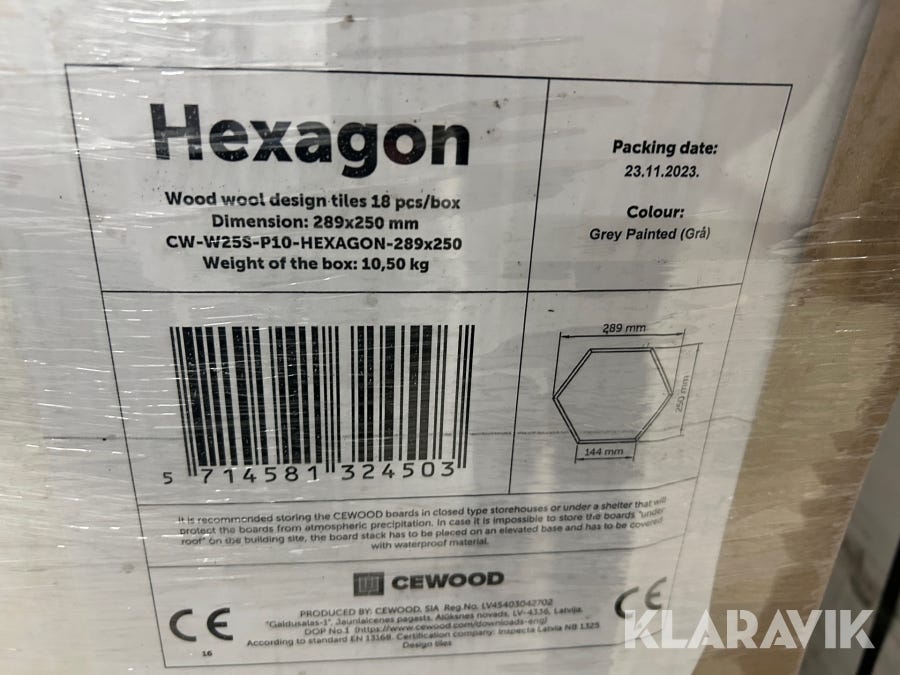 Hexagon
Wood wool design tiles 18 pcs/box
Dimension: 289x250 mm
CW-W25S-P10-HEXAGON-289x250
Weight of the box: 10,50 kg
Packing date:
23.11.2023.
Colour:
Grey Painted (Grå)
5 714581 324503
289 mm
250 mm
144 mm
It is recommended storing the CEWOOD boards in closed type storehouses or under a shelter that will
protect the boards from atmospheric precipitation. In case it is impossible to store the boards "under
roof" on the building site, the board stack has to be placed on an elevated base and has to be covered
with waterproof material.
CEWOOD
CE
16
PRODUCED BY: CEWOOD, SIA Reg.No. LV45403042702
"Gaidusalas-1", Jaunlaicenes pagasts, Alūksnes novads, LV-4336, Latvija.
DOP No.1 (https://www.cewood.com/downloads-eng)
According to standard EN 13168. Certification company: Inspecta Latvia NB 1325
Design tiles
CE
KLARAVIK